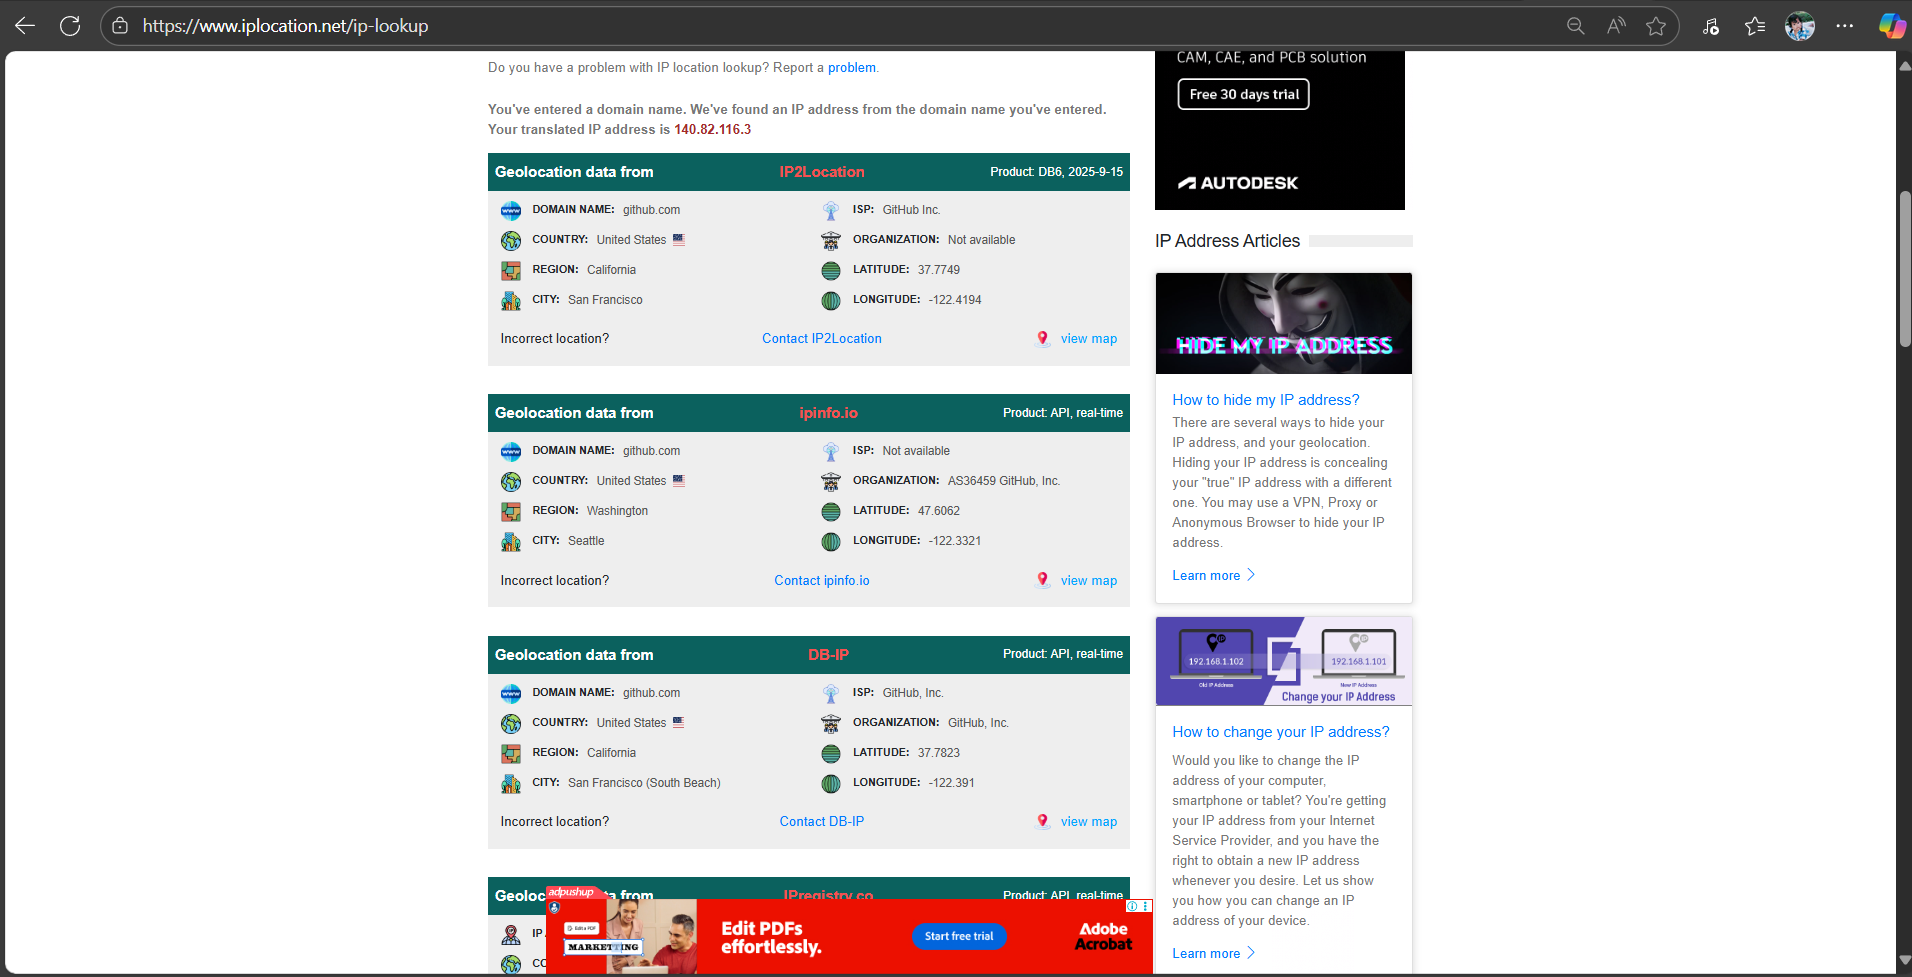 https://www.iplocation.net/ip-lookup
Do you have a problem with IP location lookup? Report a problem.
You've entered a domain name. We've found an IP address from the domain name you've entered.
Your translated IP address is 140.82.116.3
Geolocation data from IP2Location Product: DB6, 2025-9-15
DOMAIN NAME: github.com ISP: GitHub Inc.
COUNTRY: United States ORGANIZATION: Not available
REGION: California LATITUDE: 37.7749
CITY: San Francisco LONGITUDE: -122.4194
Incorrect location? Contact IP2Location view map
Geolocation data from ipinfo.io Product: API, real-time
DOMAIN NAME: github.com ISP: Not available
COUNTRY: United States ORGANIZATION: AS36459 GitHub, Inc.
REGION: Washington LATITUDE: 47.6062
CITY: Seattle LONGITUDE: -122.3321
Incorrect location? Contact ipinfo.io view map
Geolocation data from DB-IP Product: API, real-time
DOMAIN NAME: github.com ISP: GitHub, Inc.
COUNTRY: United States ORGANIZATION: GitHub, Inc.
REGION: California LATITUDE: 37.7823
CITY: San Francisco (South Beach) LONGITUDE: -122.391
Incorrect location? Contact DB-IP view map
Geoloc a from IPregistry.co Product: API, real-time
IP
CO
adpushup
Edit a PDF
MARKETING
Edit PDFs
effortlessly.
Start free trial
Adobe
Acrobat
CAM, CAE, and PCB solution
Free 30 days trial
AUTODESK
IP Address Articles
HIDE MY IP ADDRESS
How to hide my IP address?
There are several ways to hide your
IP address, and your geolocation.
Hiding your IP address is concealing
your "true" IP address with a different
one. You may use a VPN, Proxy or
Anonymous Browser to hide your IP
address.
Learn more
IP IP
192.168.1.102 192.168.1.101
Old IP Address New IP Address
Change your IP Address
How to change your IP address?
Would you like to change the IP
address of your computer,
smartphone or tablet? You're getting
your IP address from your Internet
Service Provider, and you have the
right to obtain a new IP address
whenever you desire. Let us show
you how you can change an IP
address of your device.
Learn more